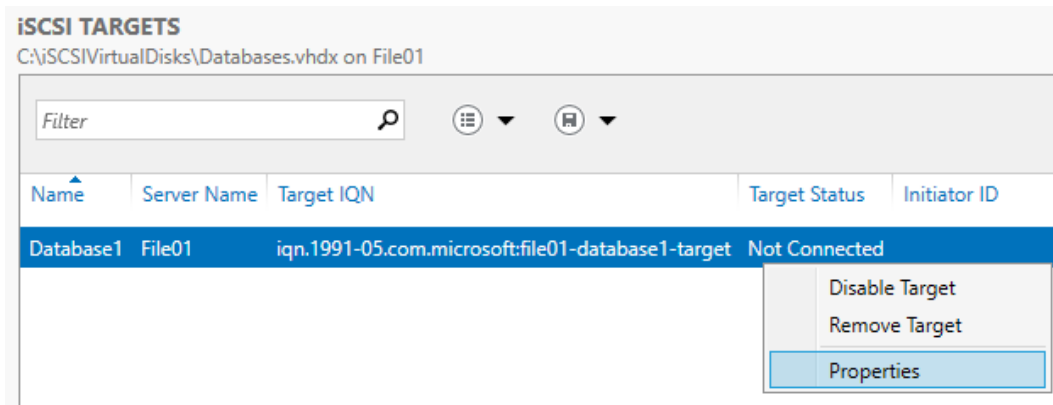 iSCSI TARGETS
C:\iSCSIVirtualDisks\Databases.vhdx on File01
Filter
Name Server Name Target IQN Target Status Initiator ID
Database1 File01 iqn.1991-05.com.microsoft:file01-database1-target Not Connected
Disable Target
Remove Target
Properties